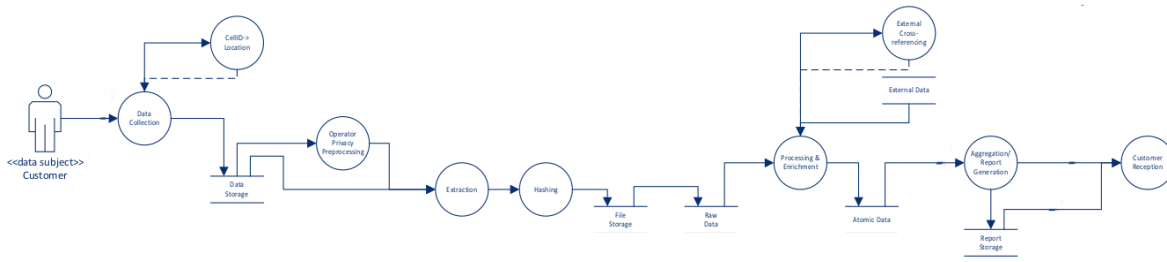 CellID->
Location
External
Cross-
referencing
External Data
Data
Collection
<<data subject>>
Customer
Operator
Privacy
Preprocessing
Data
Storage
Extraction
Hashing
File
Storage
Raw
Data
Processing &
Enrichment
Atomic Data
Aggregation/
Report
Generation
Report
Storage
Customer
Reception